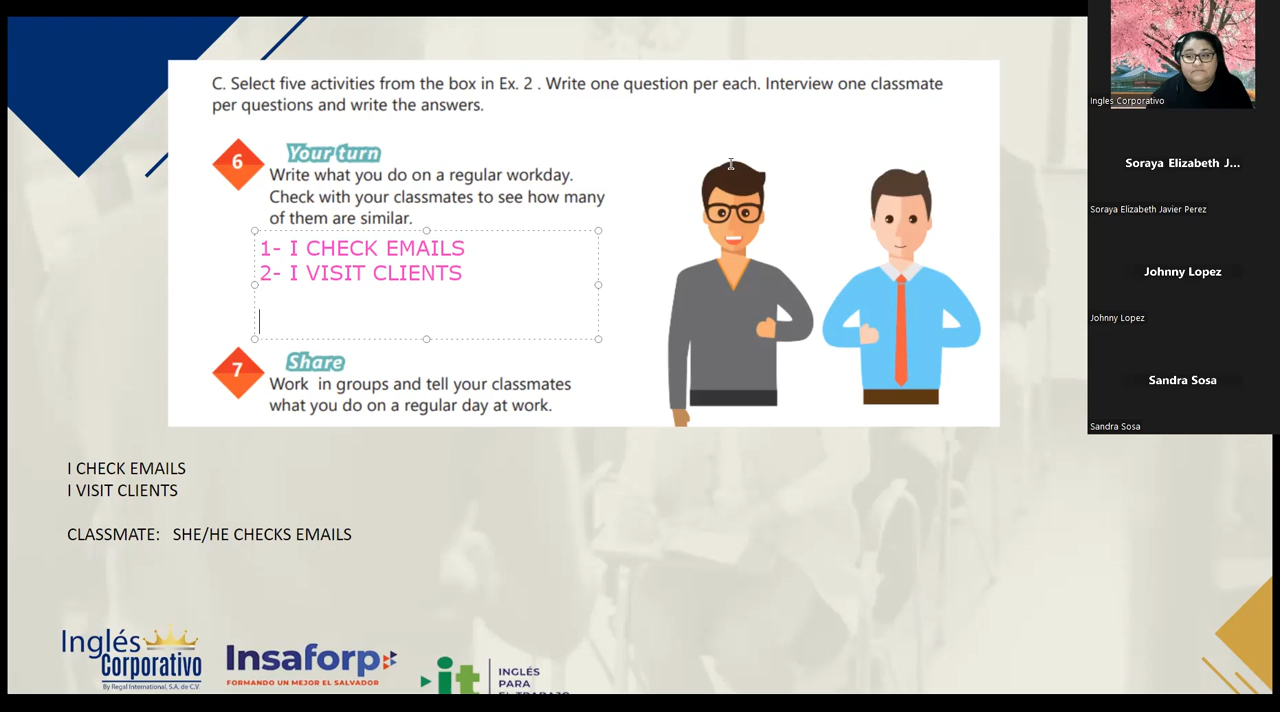 C. Select five activities from the box in Ex. 2 . Write one question per each. Interview one classmate
per questions and write the answers.
6
Your turn
Write what you do on a regular workday.
Check with your classmates to see how many
of them are similar.
1- I CHECK EMAILS
2- I VISIT CLIENTS
7
Share
Work in groups and tell your classmates
what you do on a regular day at work.
I CHECK EMAILS
I VISIT CLIENTS
CLASSMATE: SHE/HE CHECKS EMAILS
Inglés
Corporativo
By Regal International, S.A. de C.V.
Insaforp
FORMANDO UN MEJOR EL SALVADOR
it
INGLÉS
PARA
EL TRABAJO
Ingles Corporativo
Soraya Elizabeth J...
Soraya Elizabeth Javier Perez
Johnny Lopez
Johnny Lopez
Sandra Sosa
Sandra Sosa